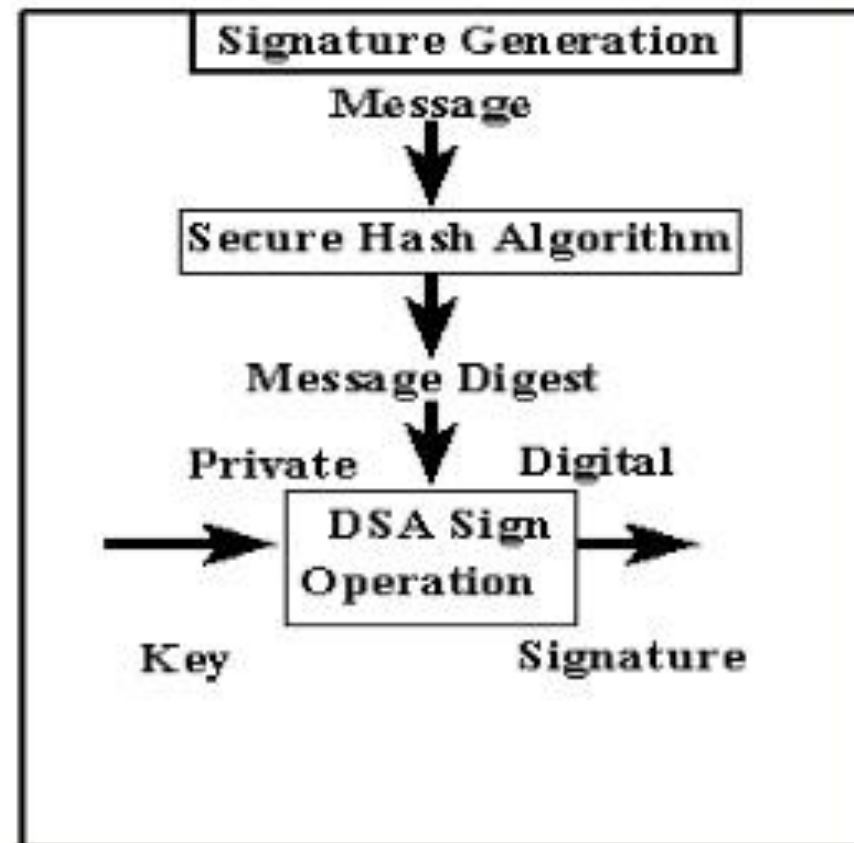 Signature Generation
Message
Secure Hash Algorithm
Message Digest
Private
Digital
DSA Sign
Operation
Key
Signature